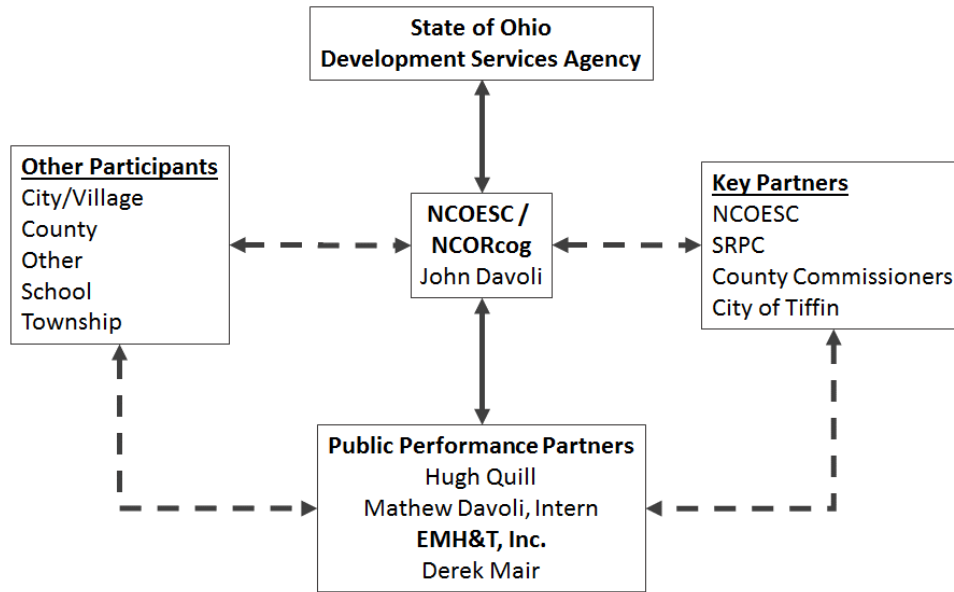 State of Ohio
Development Services Agency
Other Participants
City/Village
County
Other
School
Township
NCOESC /
NCORcog
John Davoli
Key Partners
NCOESC
SRPC
County Commissioners
City of Tiffin
Public Performance Partners
Hugh Quill
Mathew Davoli, Intern
EMH&T, Inc.
Derek Mair